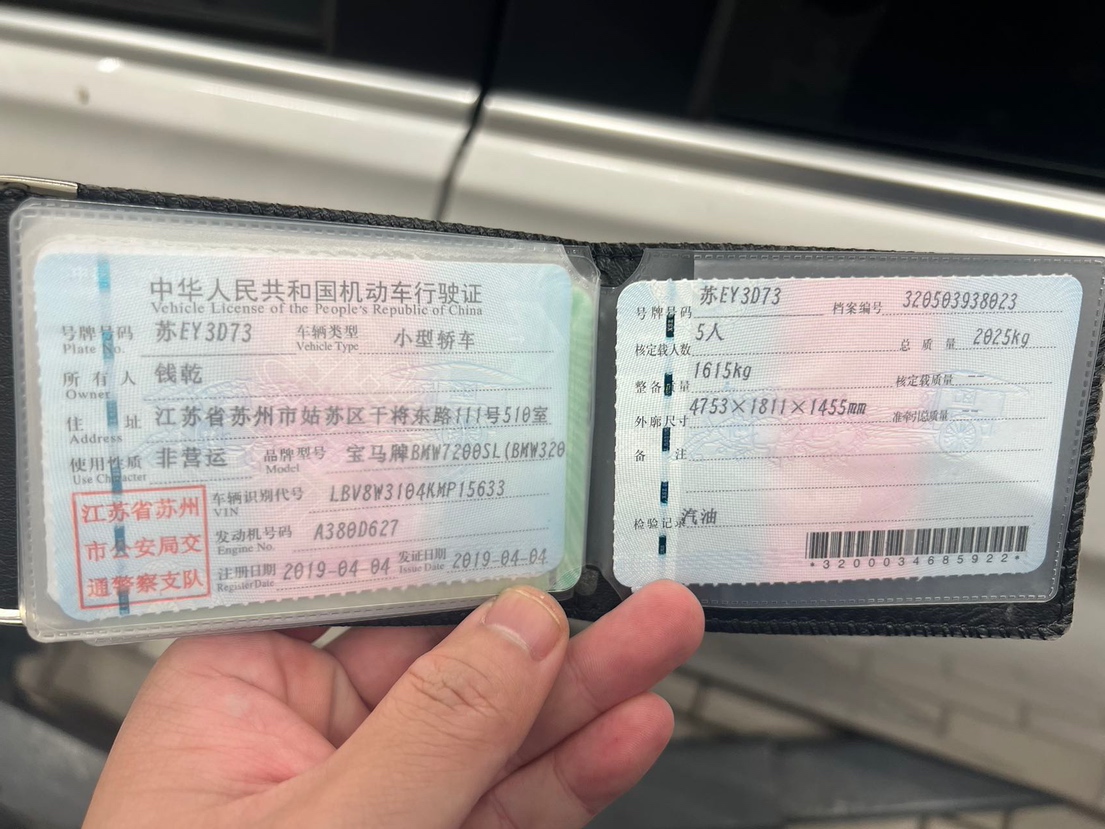 中华人民共和国机动车行驶证
Vehicle License of the People's Republic of China
号牌号码 苏EY3D73 车辆类型 小型轿车
Plate No. Vehicle Type
所有人 钱乾
Owner
住址 江苏省苏州市姑苏区干将东路111号510室
Address
使用性质 非营运 品牌型号 宝马牌BMW7200SL(BMW320
Use Character Model
江苏省苏州
市公安局交
通警察支队
车辆识别代号 LBV8W3104KMP15633
VIN
发动机号码 A380D627
Engine No.
注册日期 2019-04-04 发证日期 2019-04-04
Register Date Issue Date
号牌号码 苏EY3D73 档案编号 320503938023
核定载人数 5人 总质量 2025kg
整备质量 1615kg 核定载质量 --
外廓尺寸 4753×1811×1455mm 准牵引总质量 --
备注
检验记录 汽油
*3200034685922*